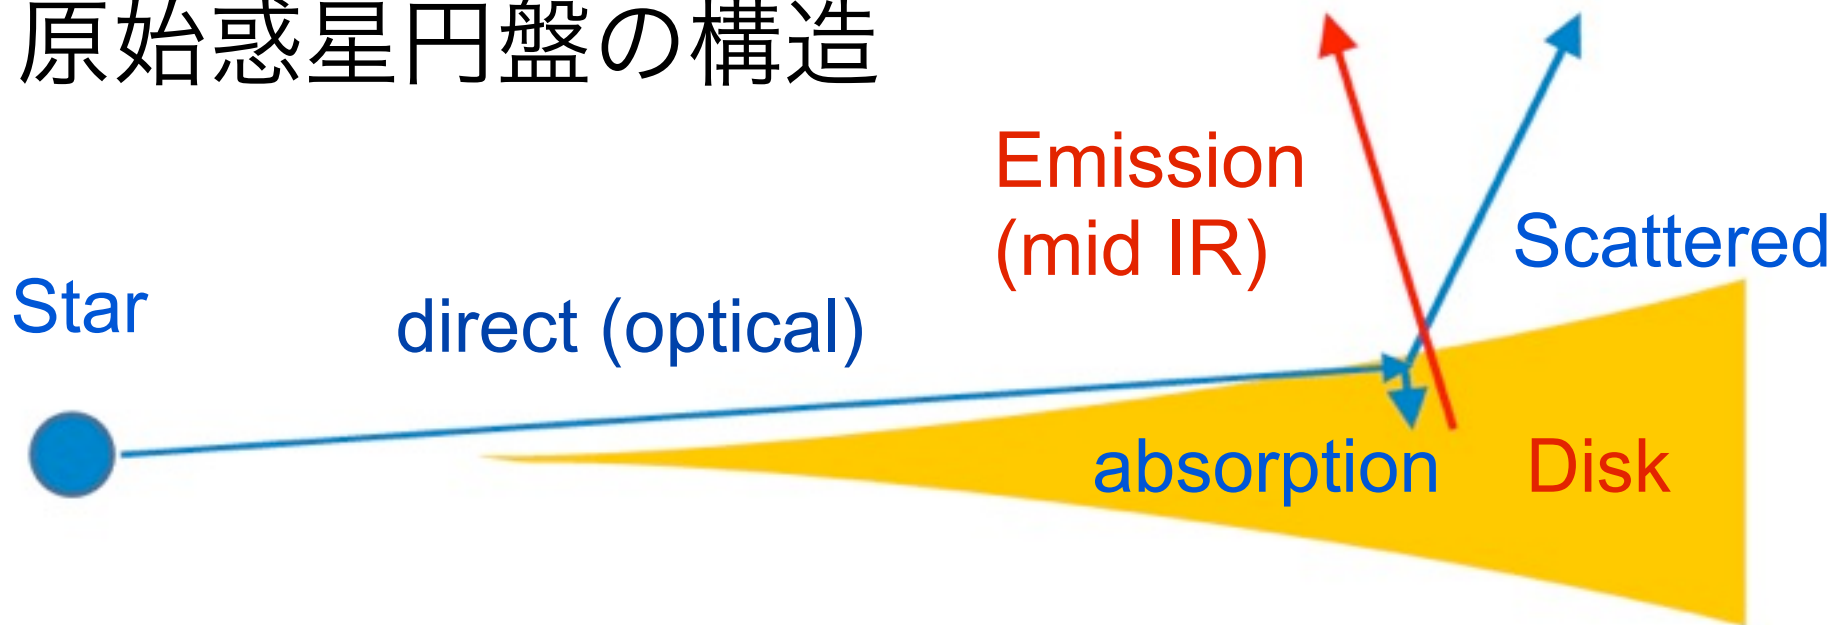 原始惑星円盤の構造
Emission
(mid IR)
Scattered
Star
direct (optical)
absorption
Disk